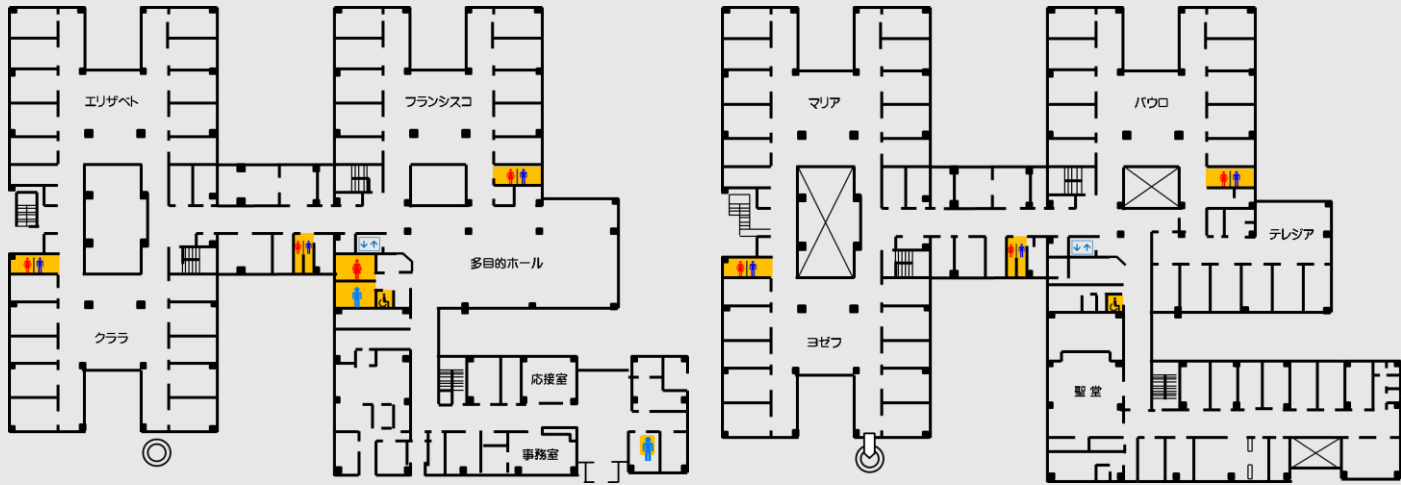 エリザベト
フランシスコ
多目的ホール
クララ
応接室
事務室
マリア
パウロ
テレジア
ヨゼフ
聖堂